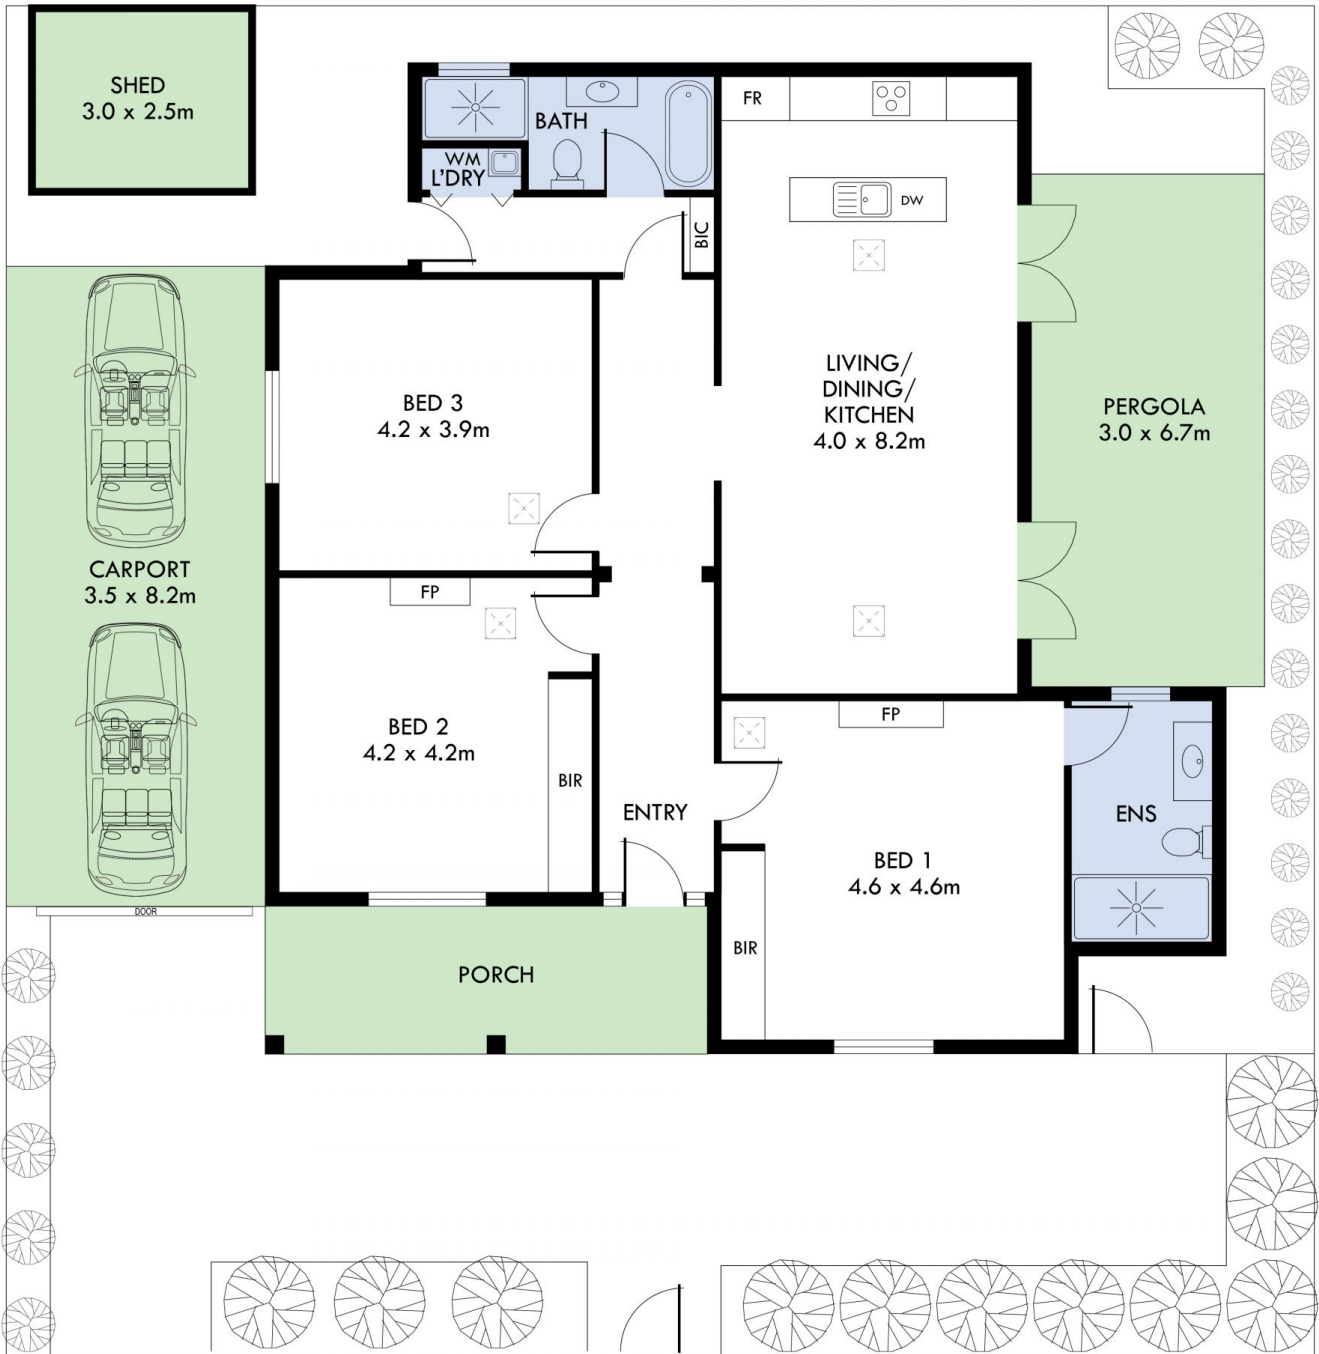 SHED
3.0 x 2.5m
BATH
FR
WM
L'DRY
DW
BIC
LIVING/
DINING/
KITCHEN
4.0 x 8.2m
BED 3
4.2 x 3.9m
PERGOLA
3.0 x 6.7m
CARPORT
3.5 x 8.2m
FP
BED 2
4.2 x 4.2m
BIR
ENTRY
FP
ENS
BED 1
4.6 x 4.6m
BIR
DOOR
PORCH